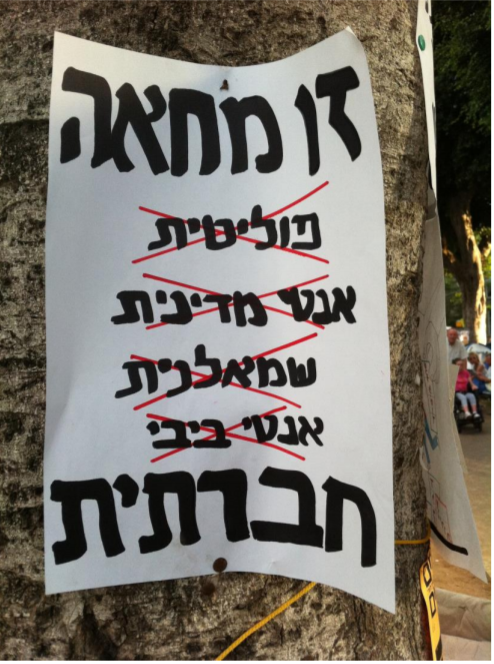 זו מחאה
פוליטית
אנטי מדינית
שמאלנית
אנטי ביבי
חברתית